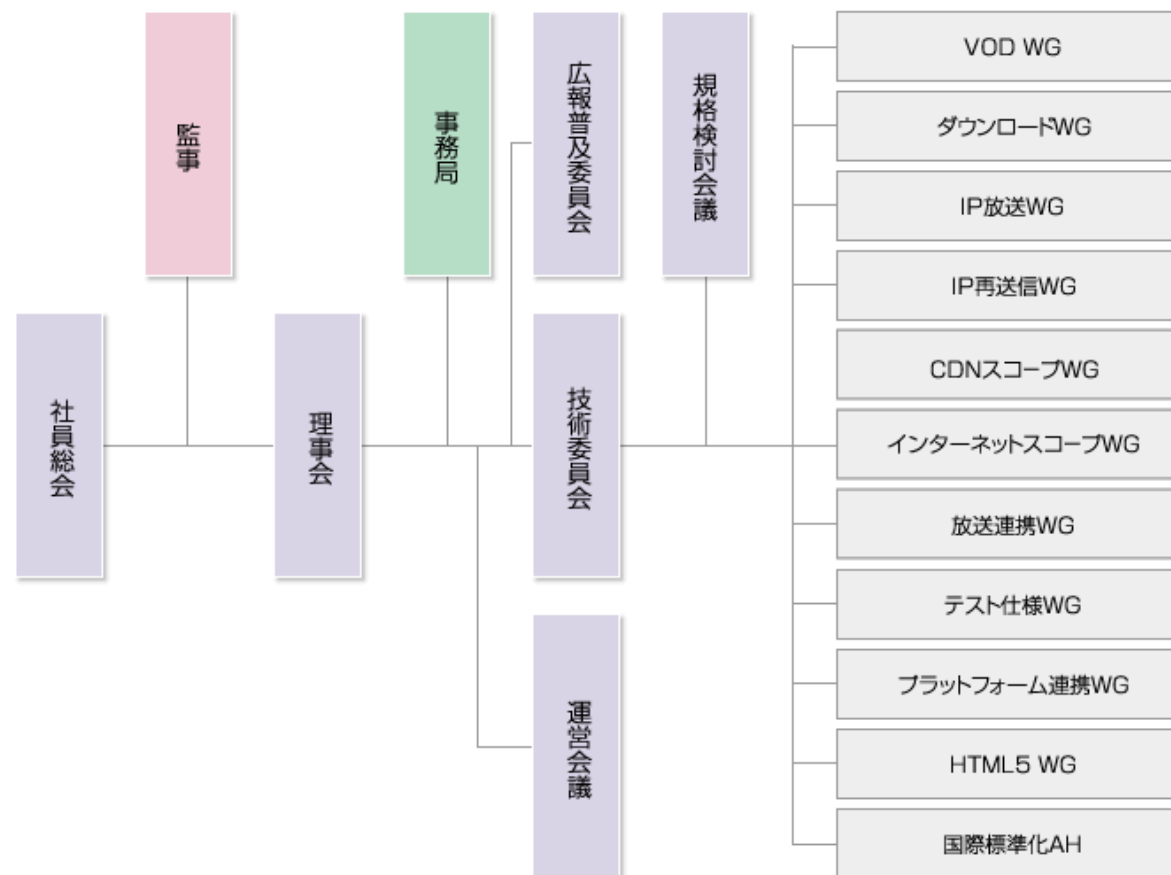 監事
事務局
広報普及委員会
規格検討会議
社員総会
理事会
技術委員会
運営会議
VOD WG
ダウンロードWG
IP放送WG
IP再送信WG
CDNスコープWG
インターネットスコープWG
放送連携WG
テスト仕様WG
プラットフォーム連携WG
HTML5 WG
国際標準化AH